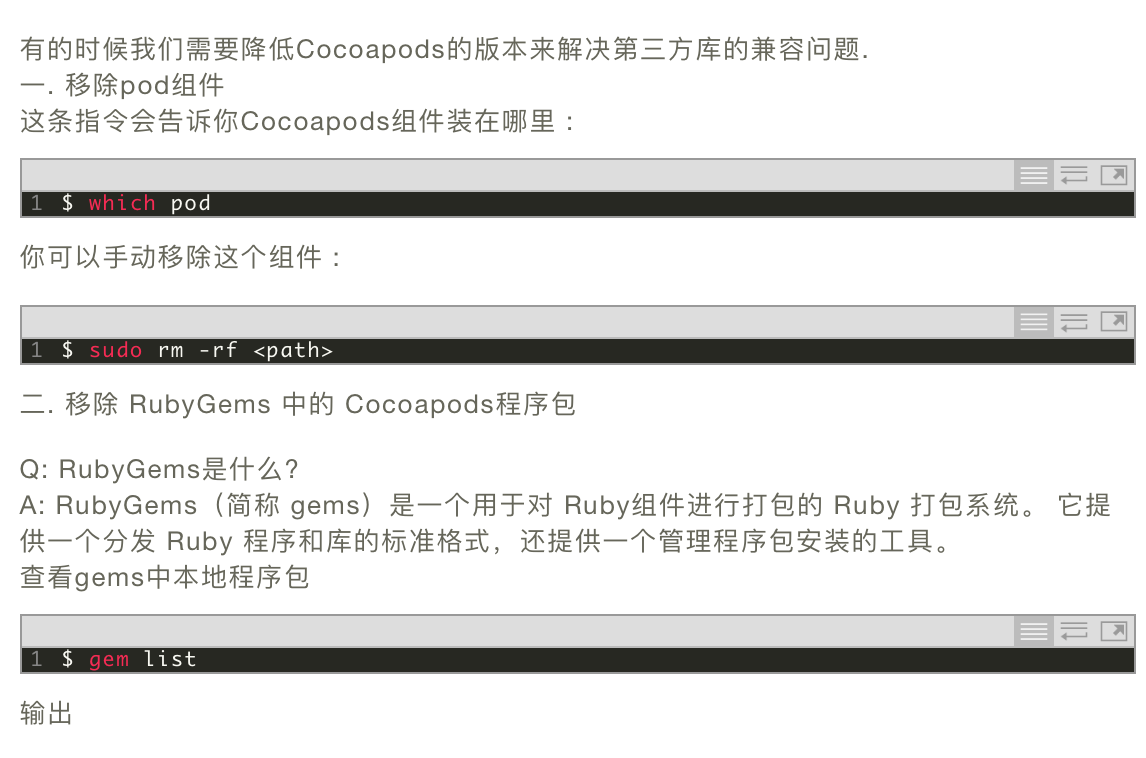 有的时候我们需要降低Cocoapods的版本来解决第三方库的兼容问题.
一. 移除pod组件
这条指令会告诉你Cocoapods组件装在哪里：
1 $ which pod
你可以手动移除这个组件：
1 $ sudo rm -rf <path>
二. 移除 RubyGems 中的 Cocoapods程序包
Q: RubyGems是什么?
A: RubyGems（简称 gems）是一个用于对 Ruby组件进行打包的 Ruby 打包系统。 它提
供一个分发 Ruby 程序和库的标准格式，还提供一个管理程序包安装的工具。
查看gems中本地程序包
1 $ gem list
输出